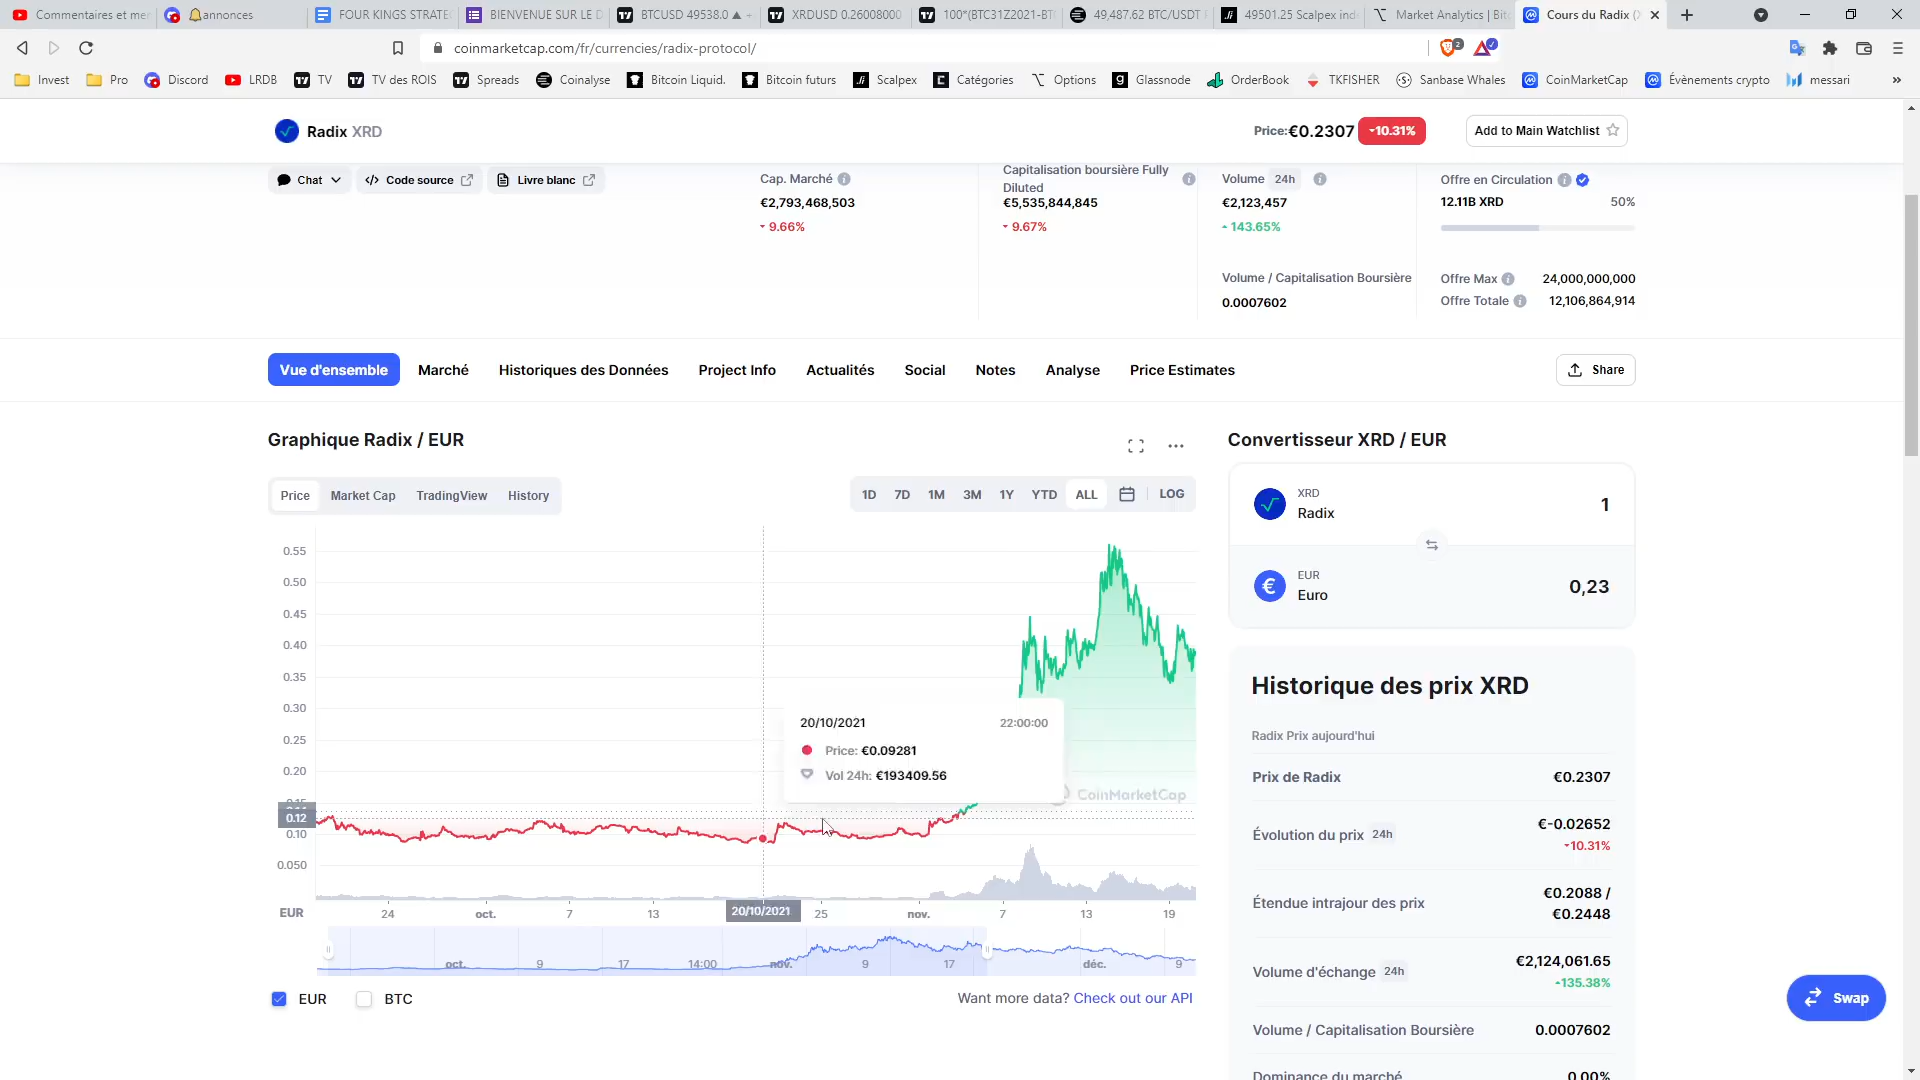 Commentaires et me
annonces
FOUR KINGS STRATE
BIENVENUE SUR LE D
BTCUSD 49538.0
XRDUSD 0.26008000
100*(BTC31Z2021-BT
49,487.62 BTC/USDT
49501.25 Scalpex ind
Market Analytics | Bit
Cours du Radix (
coinmarketcap.com/fr/currencies/radix-protocol/
2
Invest
Pro
Discord
LRDB
TV
TV des ROIS
Spreads
Coinalyse
Bitcoin Liquid.
Bitcoin futurs
Scalpex
Catégories
Options
Glassnode
OrderBook
TKFISHER
Sanbase Whales
CoinMarketCap
Évènements crypto
messari
»
Radix XRD
Price:€0.2307
10.31%
Add to Main Watchlist
Chat
Code source
Livre blanc
Cap. Marché
€2,793,468,503
9.66%
Capitalisation boursière Fully
Diluted
€5,535,844,845
9.67%
Volume 24h
€2,123,457
143.65%
Volume / Capitalisation Boursière
0.0007602
Offre en Circulation
12.11B XRD
50%
Offre Max
24,000,000,000
Offre Totale
12,106,864,914
Vue d'ensemble
Marché
Historiques des Données
Project Info
Actualités
Social
Notes
Analyse
Price Estimates
Share
Graphique Radix / EUR
Price
Market Cap
TradingView
History
1D
7D
1M
3M
1Y
YTD
ALL
LOG
0.55
0.50
0.45
0.40
0.35
0.30
0.25
0.20
0.15
0.12
0.10
0.050
20/10/2021
22:00:00
Price: €0.09281
Vol 24h: €193409.56
CoinMarketCap
EUR
24
oct.
7
13
20/10/2021
25
nov.
7
13
19
oct.
9
17
14:00
nov.
9
17
déc.
9
EUR
BTC
Want more data? Check out our API
Convertisseur XRD / EUR
XRD
Radix
1
EUR
Euro
0,23
Historique des prix XRD
Radix Prix aujourd'hui
Prix de Radix
€0.2307
Évolution du prix 24h
€-0.02652
10.31%
Étendue intrajour des prix
€0.2088 /
€0.2448
Volume d'échange 24h
€2,124,061.65
135.38%
Volume / Capitalisation Boursière
0.0007602
Dominance du marché
0.00%
Swap